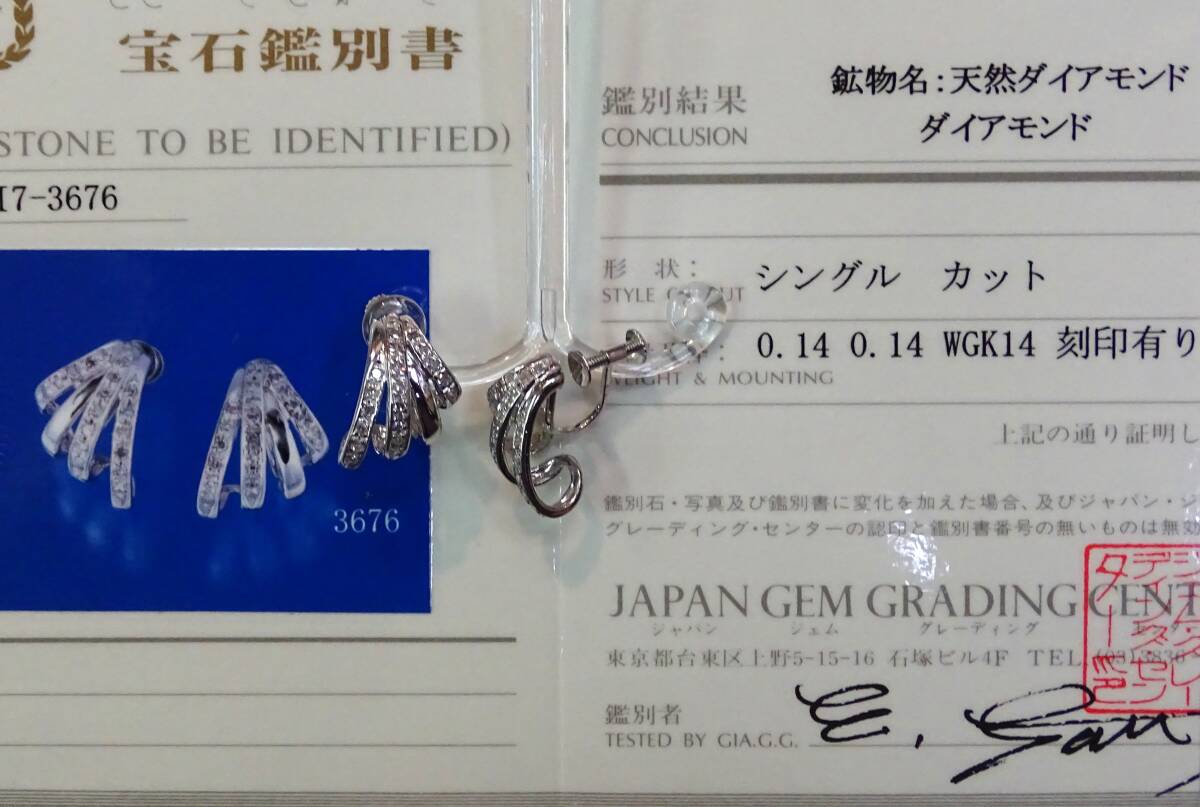 宝石鑑別書
STONE TO BE IDENTIFIED)
I7-3676
3676
鑑別結果 鉱物名:天然ダイアモンド
CONCLUSION ダイアモンド
形 状: シングル カット
STYLE CUT
0.14 0.14 WGK14 刻印有り
WEIGHT & MOUNTING
上記の通り証明し
鑑別石・写真及び鑑別書に変化を加えた場合、及びジャパン・ジ
グレーディング・センターの認印と鑑別書番号の無いものは無効
JAPAN GEM GRADING CENT
ジャパン ジェム グレーディング
東京都台東区上野5-15-16 石塚ビル4F TEL.(03)3836-
鑑別者
TESTED BY GIA.G.G.